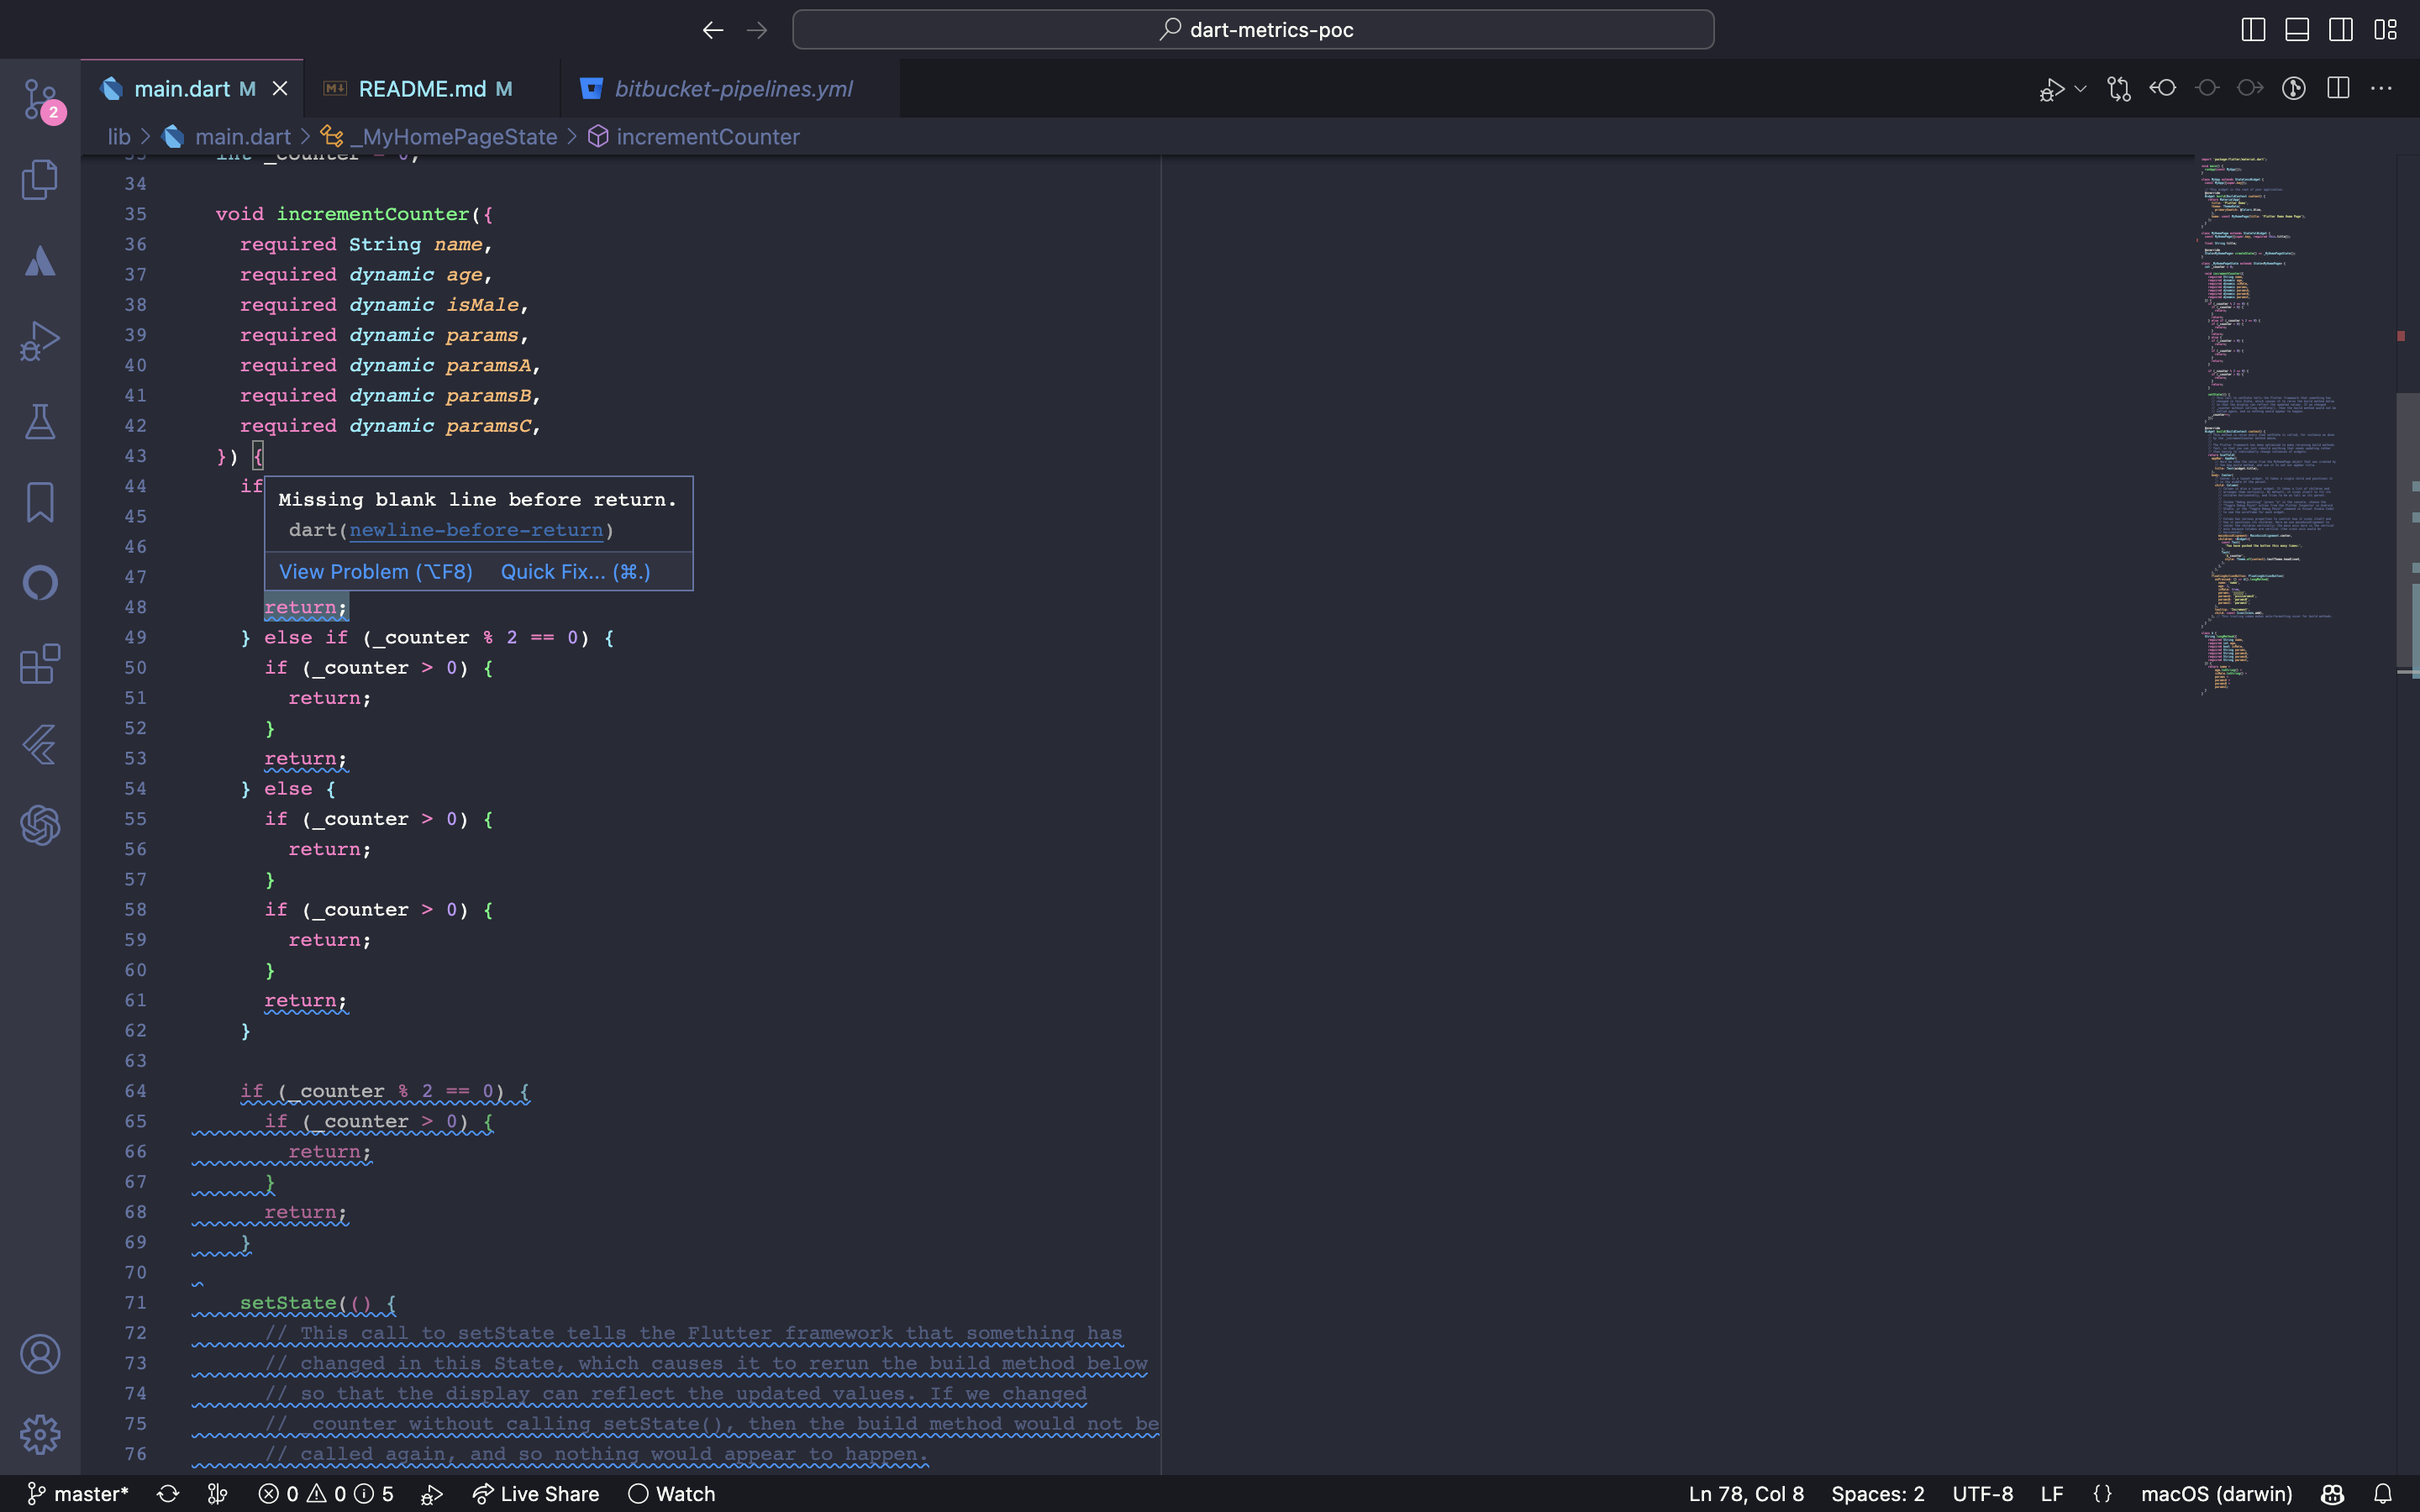 dart-metrics-poc
main.dart M
README.md M
bitbucket-pipelines.yml
2
lib > main.dart > _MyHomePageState > incrementCounter
33 int _counter = 0;
34
35 void incrementCounter({
36 required String name,
37 required dynamic age,
38 required dynamic isMale,
39 required dynamic params,
40 required dynamic paramsA,
41 required dynamic paramsB,
42 required dynamic paramsC,
43 }) {
44 if
Missing blank line before return.
dart(newline-before-return)
View Problem (⌥F8) Quick Fix... (⌘.)
45
46
47
48 return;
49 } else if (_counter % 2 == 0) {
50 if (_counter > 0) {
51 return;
52 }
53 return;
54 } else {
55 if (_counter > 0) {
56 return;
57 }
58 if (_counter > 0) {
59 return;
60 }
61 return;
62 }
63
64 if (_counter % 2 == 0) {
65 if (_counter > 0) {
66 return;
67 }
68 return;
69 }
70
71 setState(() {
72 // This call to setState tells the Flutter framework that something has
73 // changed in this State, which causes it to rerun the build method below
74 // so that the display can reflect the updated values. If we changed
75 // _counter without calling setState(), then the build method would not be
76 // called again, and so nothing would appear to happen.
master* 0 0 5 Live Share Watch
Ln 78, Col 8 Spaces: 2 UTF-8 LF {} macOS (darwin)